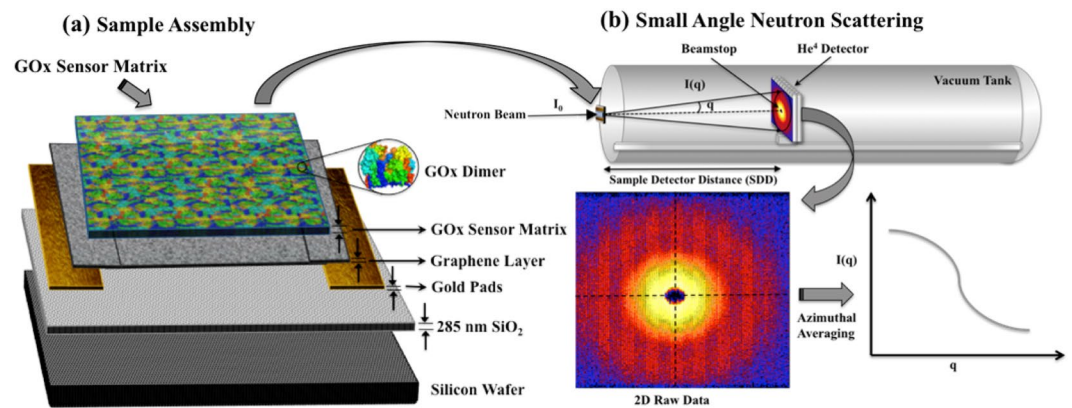 (a) Sample Assembly
GOx Sensor Matrix
GOx Dimer
GOx Sensor Matrix
Graphene Layer
Gold Pads
285 nm SiO₂
Silicon Wafer
(b) Small Angle Neutron Scattering
Beamstop
He⁴ Detector
Vacuum Tank
I(q)
q
I₀
Neutron Beam
Sample Detector Distance (SDD)
2D Raw Data
Azimuthal
Averaging
I(q)
q